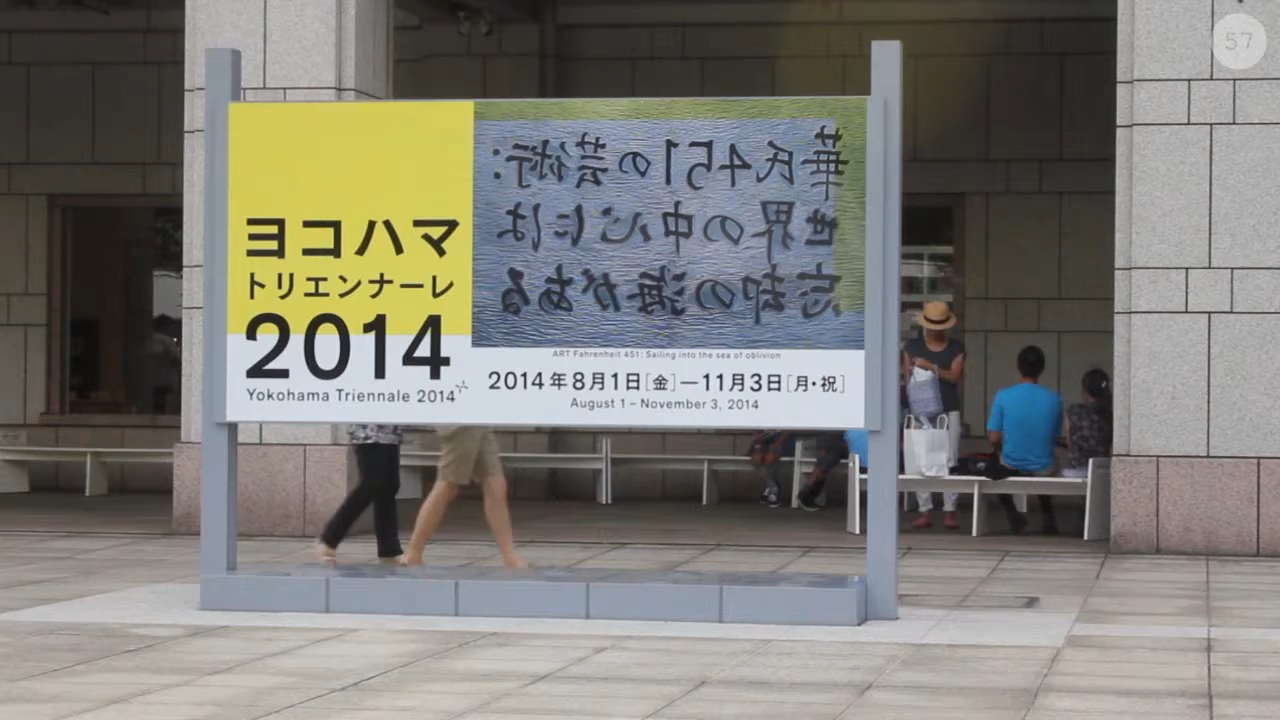 57
ヨコハマ
トリエンナーレ
2014
Yokohama Triennale 2014
華氏451の芸術:
世界の中心には
忘却の海がある
ART Fahrenheit 451: Sailing into the sea of oblivion
2014年8月1日[金]—11月3日[月・祝]
August 1 – November 3, 2014